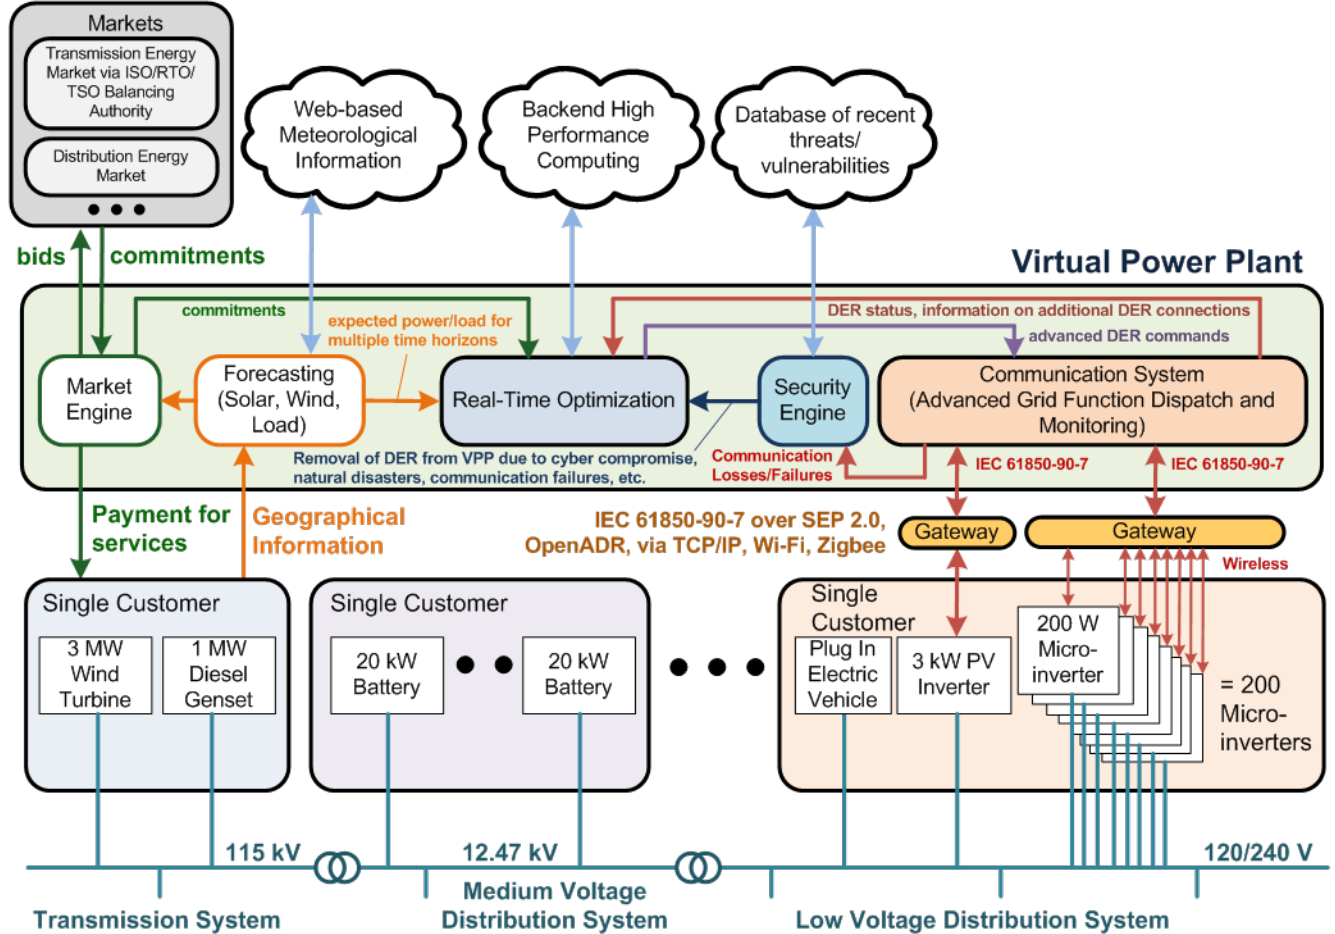 Markets
Transmission Energy
Market via ISO/RTO/
TSO Balancing
Authority
Distribution Energy
Market
Web-based
Meteorological
Information
Backend High
Performance
Computing
Database of recent
threats/
vulnerabilities
bids
commitments
Virtual Power Plant
commitments
expected power/load for
multiple time horizons
DER status, information on additional DER connections
advanced DER commands
Market
Engine
Forecasting
(Solar, Wind,
Load)
Real-Time Optimization
Security
Engine
Communication System
(Advanced Grid Function Dispatch and
Monitoring)
Removal of DER from VPP due to cyber compromise,
natural disasters, communication failures, etc.
Communication
Losses/Failures
IEC 61850-90-7
IEC 61850-90-7
Payment for
services
Geographical
Information
IEC 61850-90-7 over SEP 2.0,
OpenADR, via TCP/IP, Wi-Fi, Zigbee
Gateway
Gateway
Wireless
Single Customer
3 MW
Wind
Turbine
1 MW
Diesel
Genset
Single Customer
20 kW
Battery
20 kW
Battery
Single
Customer
Plug In
Electric
Vehicle
3 kW PV
Inverter
200 W
Micro-
inverter
= 200
Micro-
inverters
115 kV
12.47 kV
120/240 V
Transmission System
Medium Voltage
Distribution System
Low Voltage Distribution System